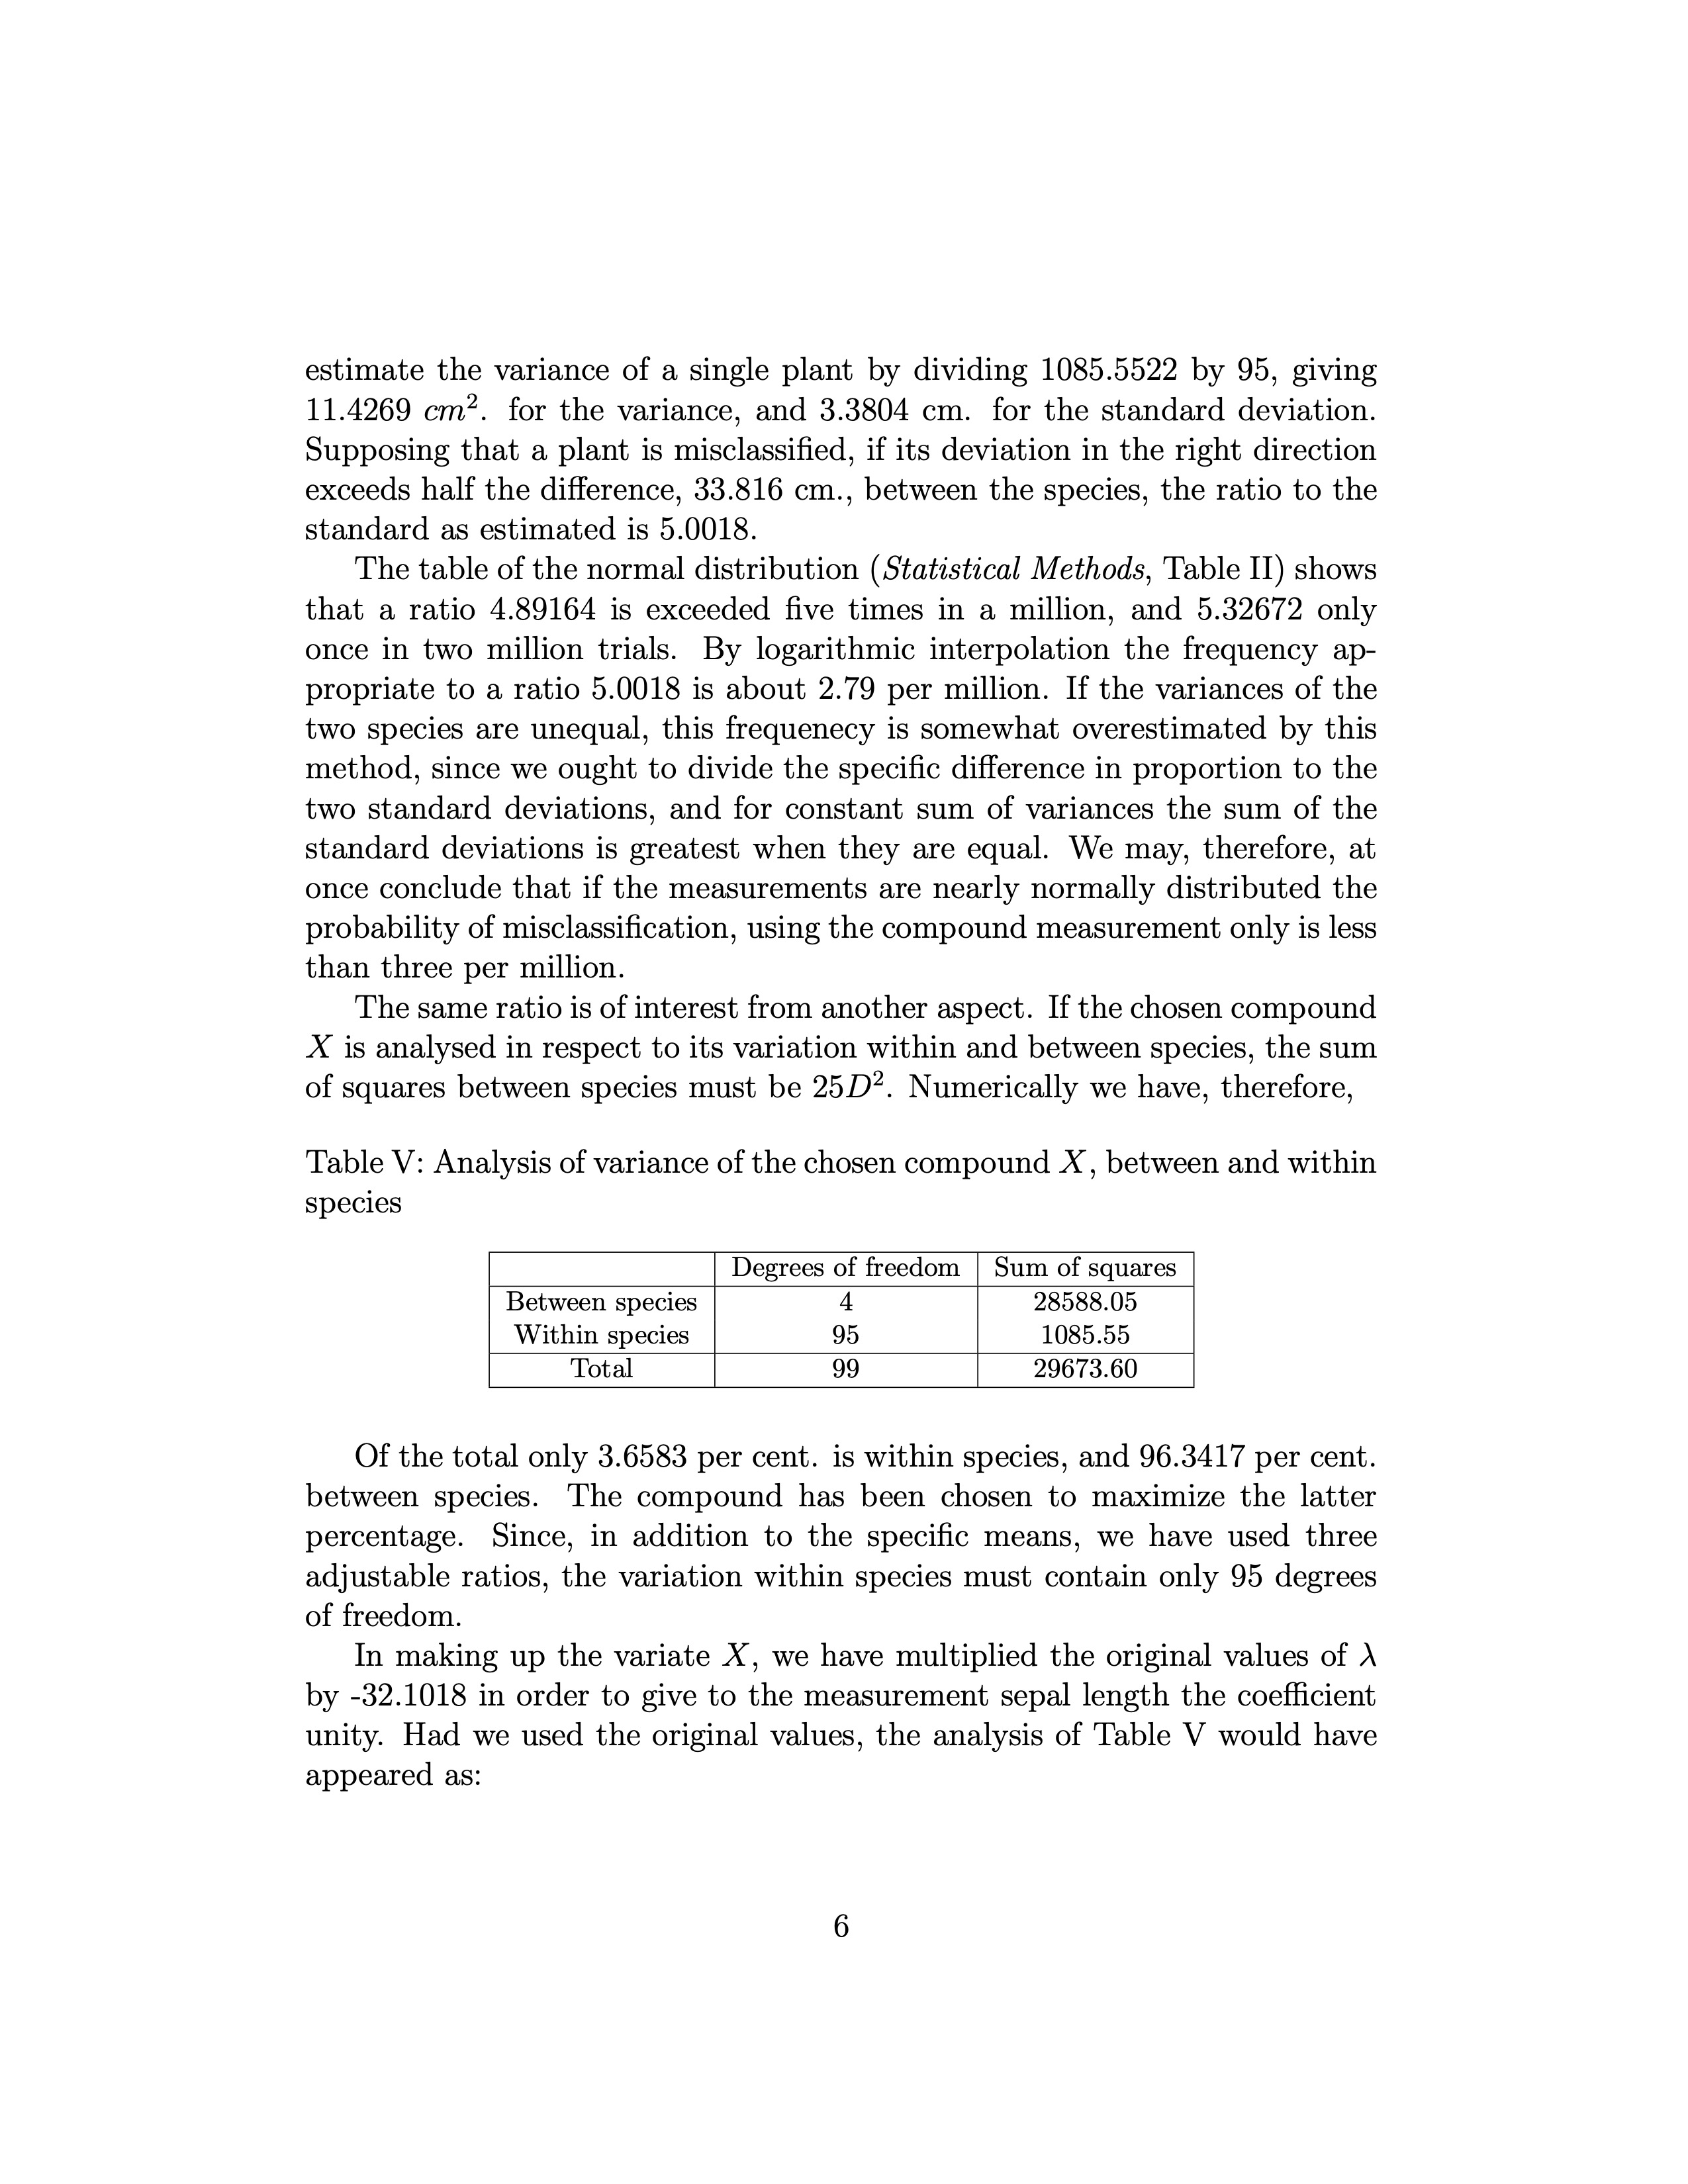 estimate the variance of a single plant by dividing 1085.5522 by 95, giving
11.4269 cm². for the variance, and 3.3804 cm. for the standard deviation.
Supposing that a plant is misclassified, if its deviation in the right direction
exceeds half the difference, 33.816 cm., between the species, the ratio to the
standard as estimated is 5.0018.
The table of the normal distribution (Statistical Methods, Table II) shows
that a ratio 4.89164 is exceeded five times in a million, and 5.32672 only
once in two million trials. By logarithmic interpolation the frequency ap-
propriate to a ratio 5.0018 is about 2.79 per million. If the variances of the
two species are unequal, this frequenecy is somewhat overestimated by this
method, since we ought to divide the specific difference in proportion to the
two standard deviations, and for constant sum of variances the sum of the
standard deviations is greatest when they are equal. We may, therefore, at
once conclude that if the measurements are nearly normally distributed the
probability of misclassification, using the compound measurement only is less
than three per million.
The same ratio is of interest from another aspect. If the chosen compound
X is analysed in respect to its variation within and between species, the sum
of squares between species must be 25D². Numerically we have, therefore,
Table V: Analysis of variance of the chosen compound X, between and within
species
Degrees of freedom Sum of squares
Between species 4 28588.05
Within species 95 1085.55
Total 99 29673.60
Of the total only 3.6583 per cent. is within species, and 96.3417 per cent.
between species. The compound has been chosen to maximize the latter
percentage. Since, in addition to the specific means, we have used three
adjustable ratios, the variation within species must contain only 95 degrees
of freedom.
In making up the variate X, we have multiplied the original values of λ
by -32.1018 in order to give to the measurement sepal length the coefficient
unity. Had we used the original values, the analysis of Table V would have
appeared as:
6